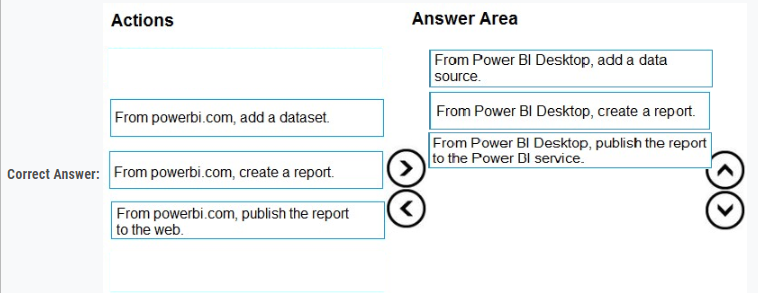 Actions
Answer Area
From Power BI Desktop, add a data
source.
From powerbi.com, add a dataset.
From Power BI Desktop, create a report.
From Power BI Desktop, publish the report
to the Power BI service.
Correct Answer:
From powerbi.com, create a report.
From powerbi.com, publish the report
to the web.